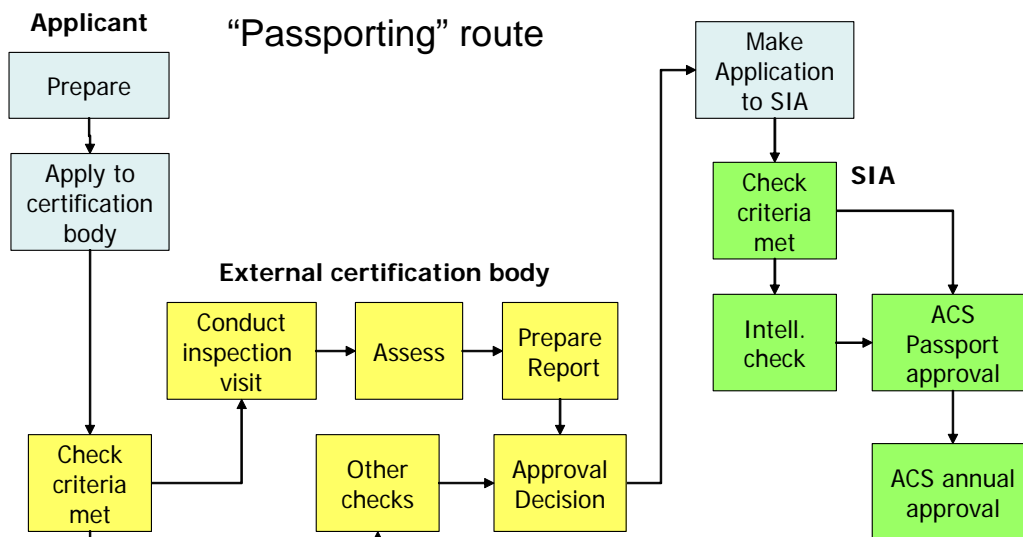 Applicant
“Passporting” route
Prepare
Apply to
certification
body
Make
Application
to SIA
SIA
Check
criteria
met
External certification body
Conduct
inspection
visit
Assess
Prepare
Report
Intell.
check
ACS
Passport
approval
Check
criteria
met
Other
checks
Approval
Decision
ACS annual
approval